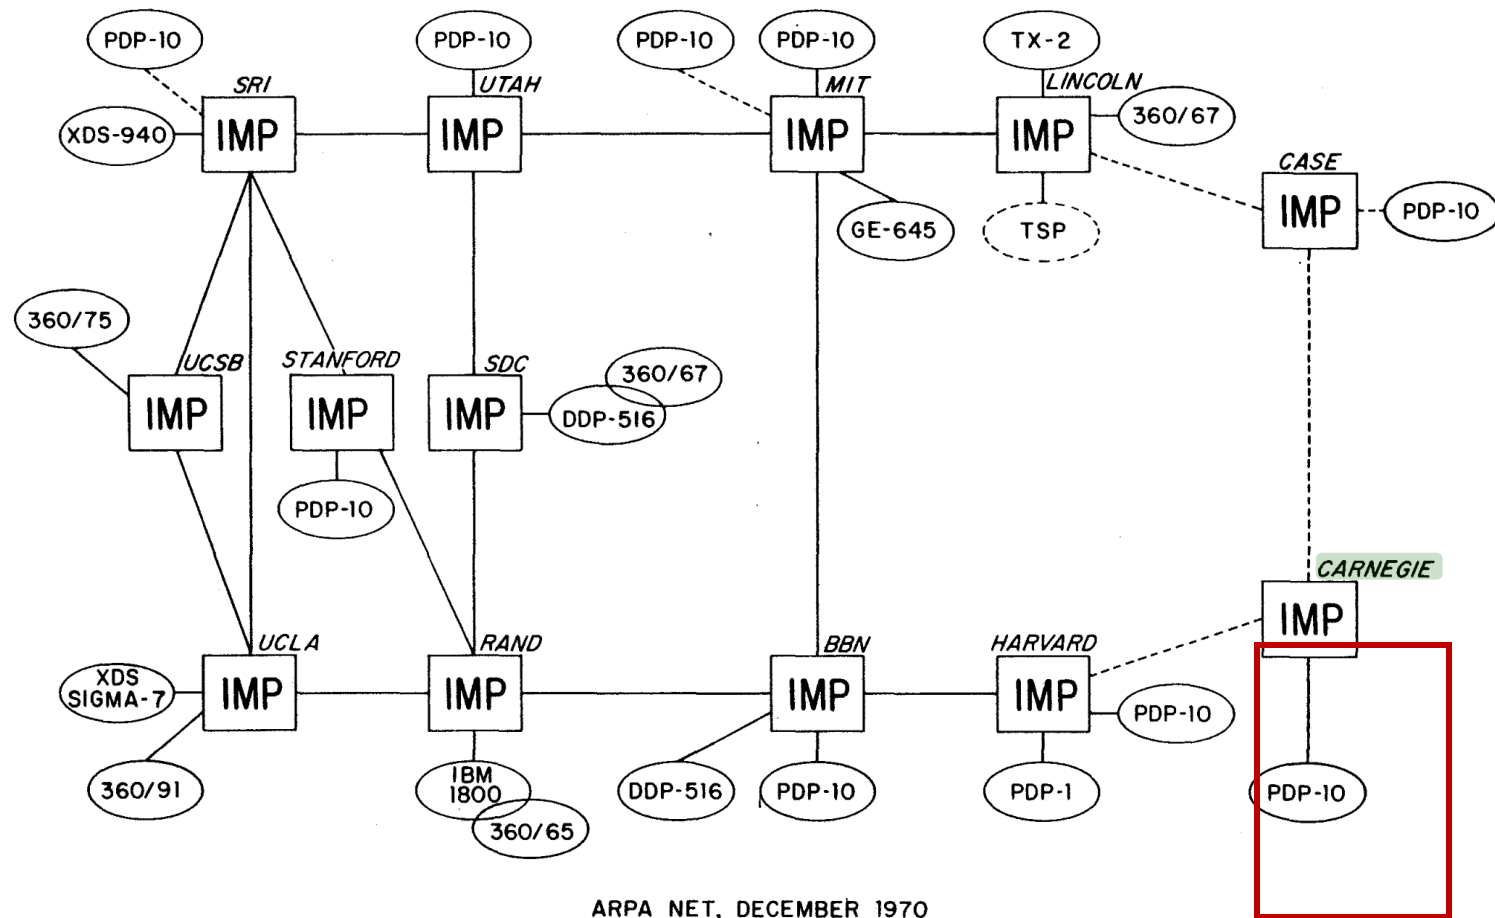 PDP-10
PDP-10
PDP-10
PDP-10
TX-2
SRI
UTAH
MIT
LINCOLN
XDS-940
IMP
IMP
IMP
IMP
360/67
CASE
IMP
PDP-10
GE-645
TSP
360/75
UCSB
STANFORD
SDC
360/67
IMP
IMP
IMP
DDP-516
PDP-10
CARNEGIE
IMP
UCLA
RAND
BBN
HARVARD
XDS
SIGMA-7
IMP
IMP
IMP
IMP
PDP-10
360/91
IBM
1800
360/65
DDP-516
PDP-10
PDP-1
PDP-10
ARPA NET, DECEMBER 1970